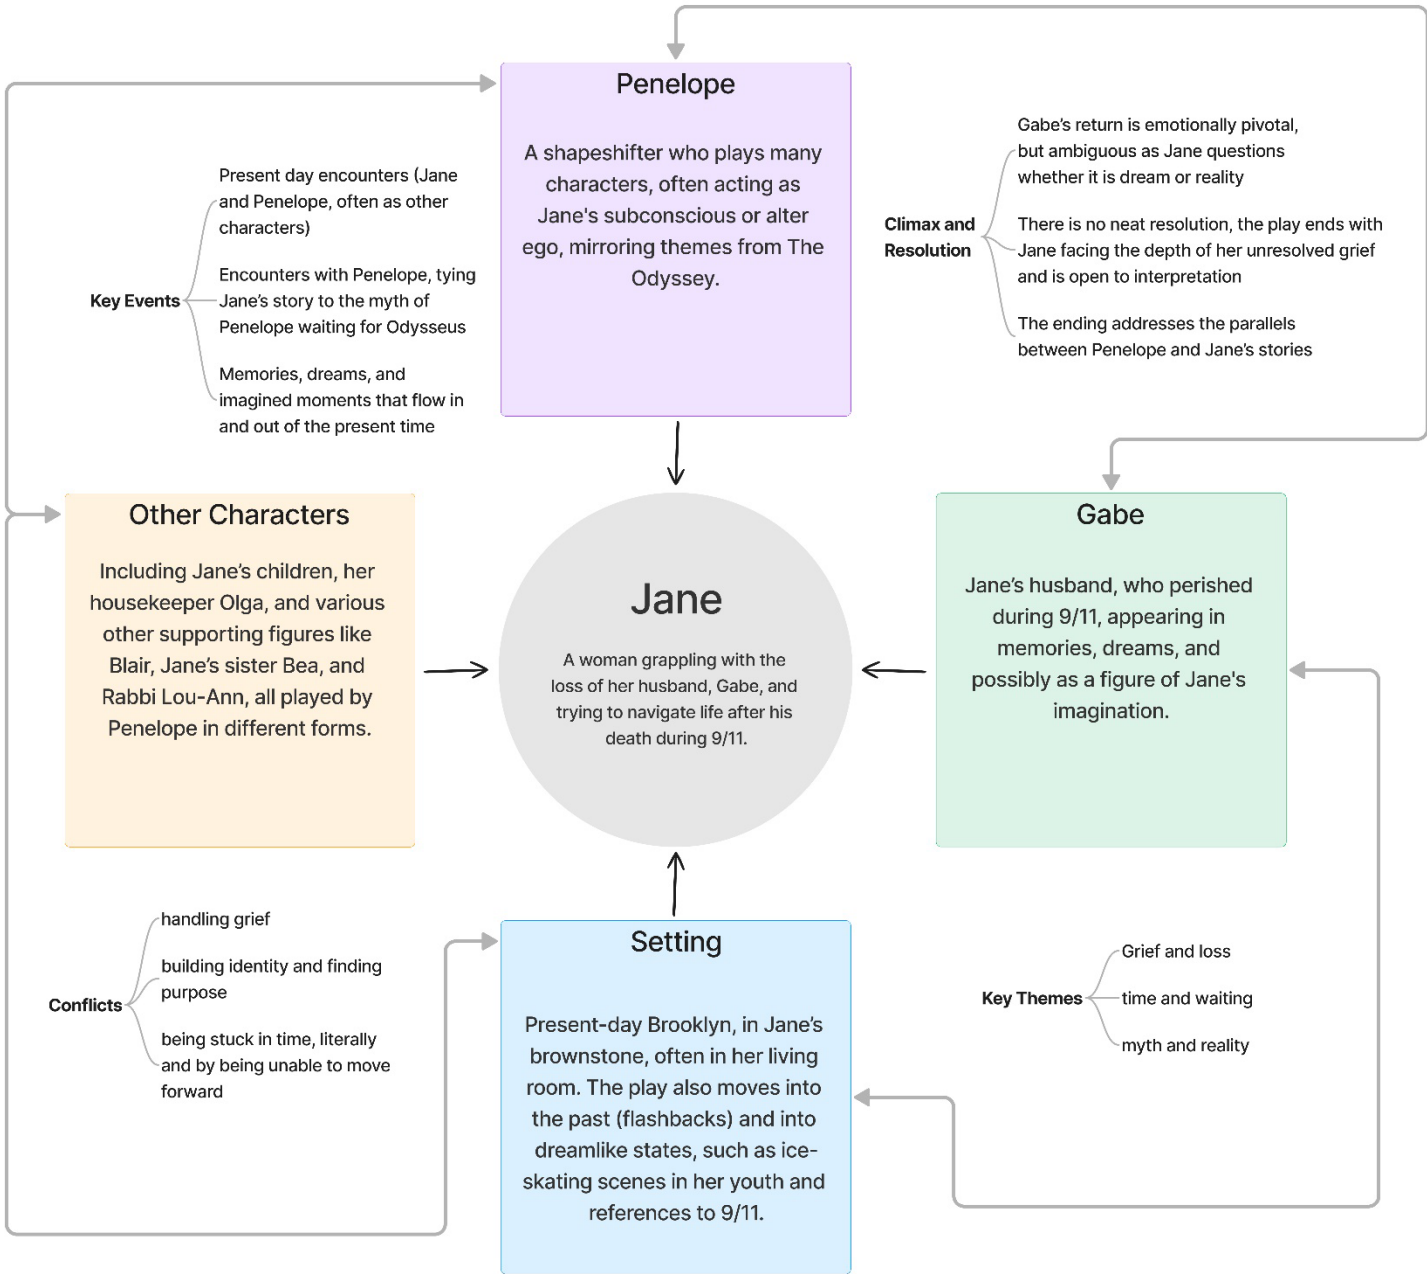 Penelope
A shapeshifter who plays many
characters, often acting as
Jane's subconscious or alter
ego, mirroring themes from The
Odyssey.
Key Events
Present day encounters (Jane
and Penelope, often as other
characters)
Encounters with Penelope, tying
Jane’s story to the myth of
Penelope waiting for Odysseus
Memories, dreams, and
imagined moments that flow in
and out of the present time
Climax and
Resolution
Gabe’s return is emotionally pivotal,
but ambiguous as Jane questions
whether it is dream or reality
There is no neat resolution, the play ends with
Jane facing the depth of her unresolved grief
and is open to interpretation
The ending addresses the parallels
between Penelope and Jane’s stories
Other Characters
Including Jane’s children, her
housekeeper Olga, and various
other supporting figures like
Blair, Jane’s sister Bea, and
Rabbi Lou-Ann, all played by
Penelope in different forms.
Jane
A woman grappling with the
loss of her husband, Gabe, and
trying to navigate life after his
death during 9/11.
Gabe
Jane’s husband, who perished
during 9/11, appearing in
memories, dreams, and
possibly as a figure of Jane's
imagination.
Conflicts
handling grief
building identity and finding
purpose
being stuck in time, literally
and by being unable to move
forward
Setting
Present-day Brooklyn, in Jane’s
brownstone, often in her living
room. The play also moves into
the past (flashbacks) and into
dreamlike states, such as ice-
skating scenes in her youth and
references to 9/11.
Key Themes
Grief and loss
time and waiting
myth and reality